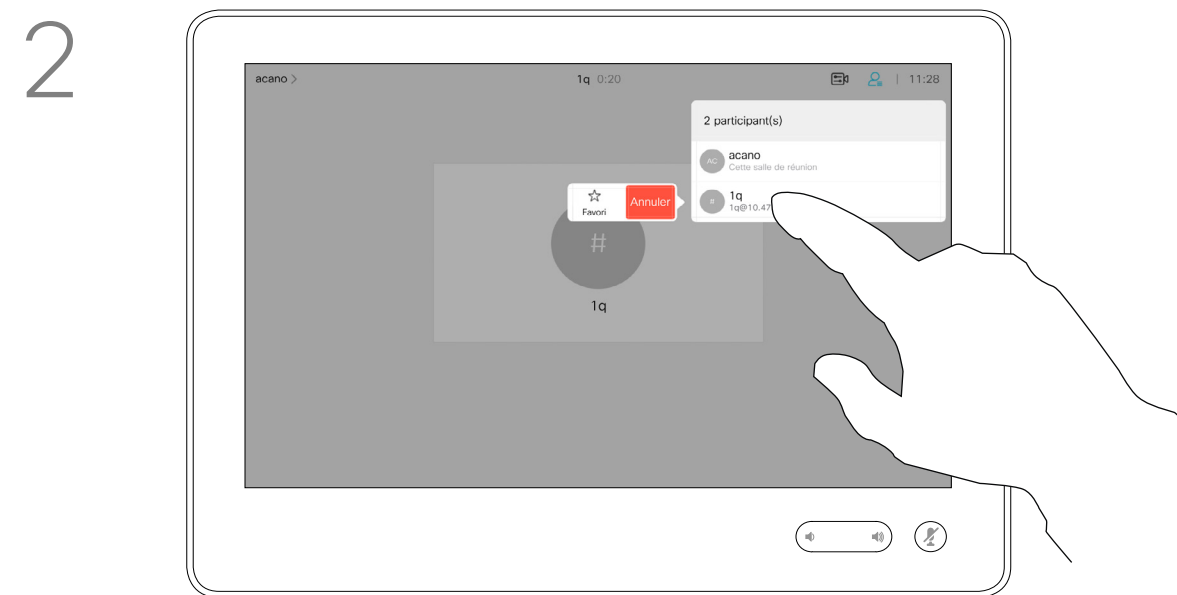 2
acano >
1q 0:20
11:28
2 participant(s)
AC
acano
Cette salle de réunion
Favori
Annuler
#
1q
1q@10.47
#
1q